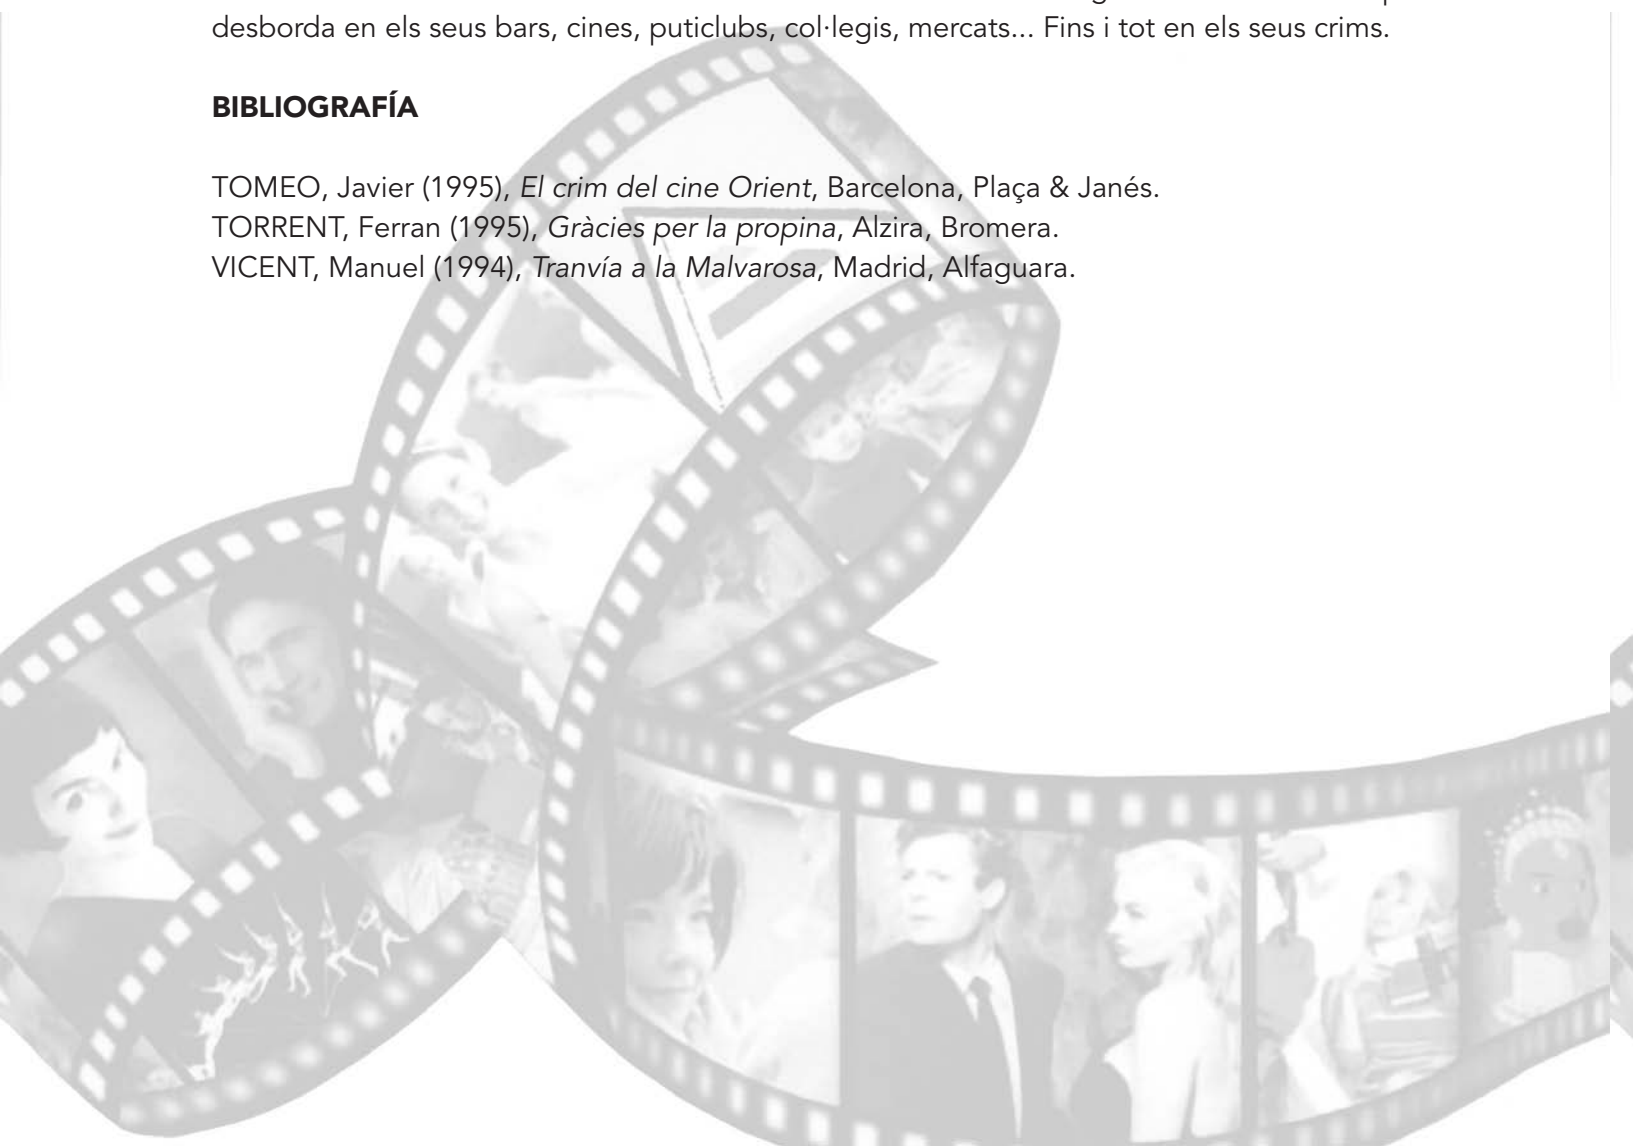 desborda en els seus bars, cines, puticlubs, col·legis, mercats... Fins i tot en els seus crims.
BIBLIOGRAFÍA
TOMEO, Javier (1995), El crim del cine Orient, Barcelona, Plaça & Janés.
TORRENT, Ferran (1995), Gràcies per la propina, Alzira, Bromera.
VICENT, Manuel (1994), Tranvía a la Malvarosa, Madrid, Alfaguara.